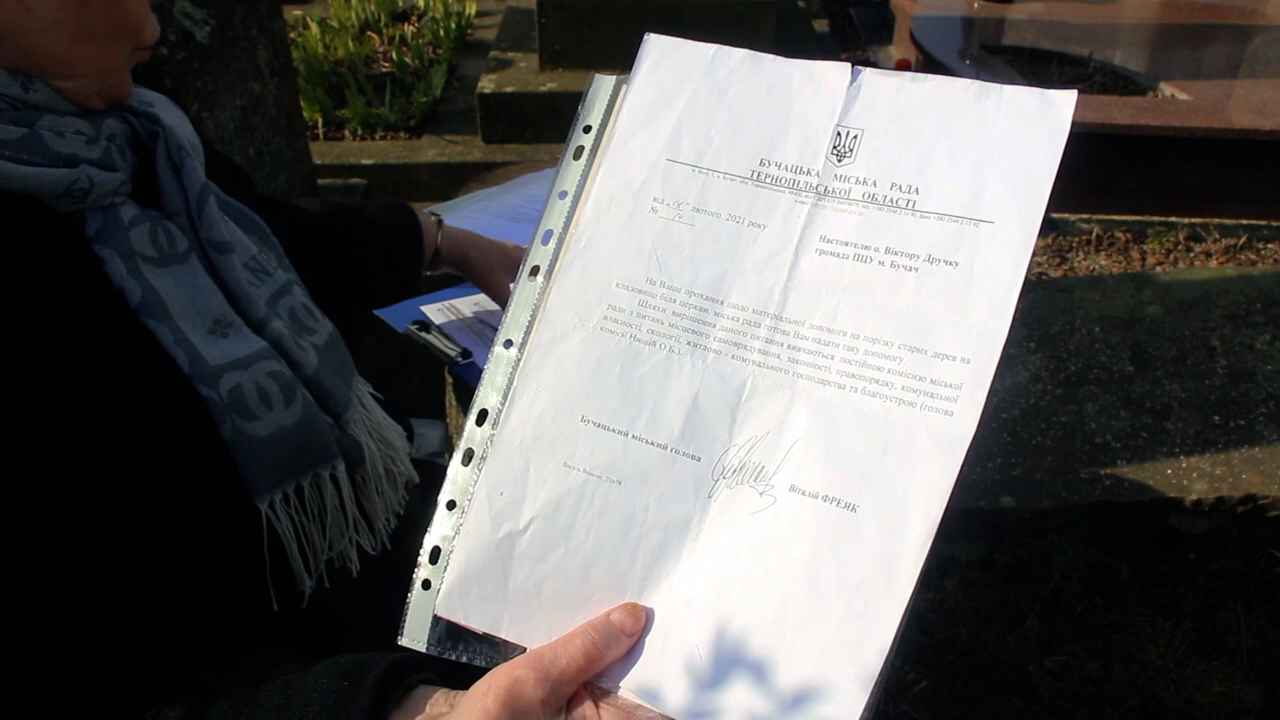 БУЧАЦЬКА МІСЬКА РАДА
ТЕРНОПІЛЬСЬКОЇ ОБЛАСТІ
від лютого 2021 року
№ 14
Настоятелю о. Віктору Дручку
громада ПЦУ м. Бучач
На Ваше прохання щодо матеріальної допомоги на порізку старих дерев на
кладовищі біля церкви, міська рада готова Вам надати таку допомогу.
Шляхи вирішення даного питання вивчаються постійною комісією міської
ради з питань місцевого самоврядування, законності, правопорядку, комунальної
власності, екології, житлово - комунального господарства та благоустрою (голова
комісії
Бучацький міський голова
Віталій ФРЕЯК